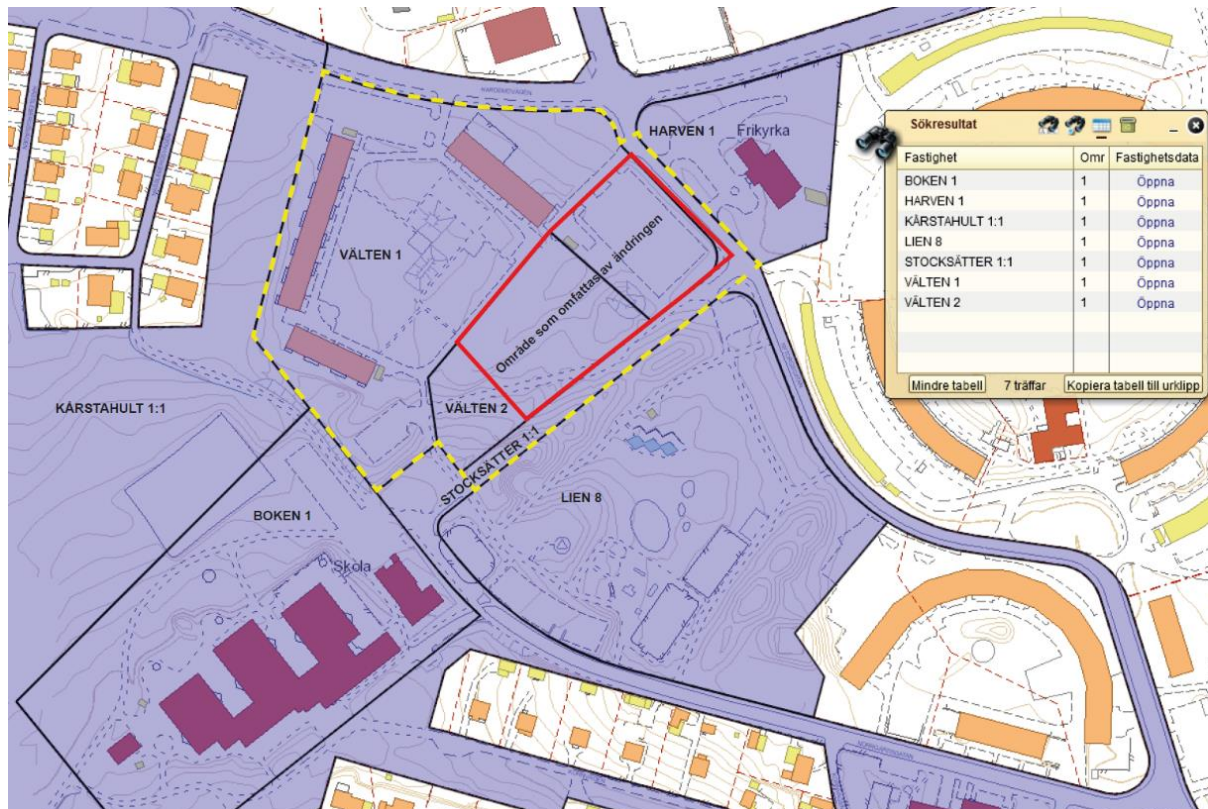 HARDEMOVÄGEN
HARVEN 1
Frikyrka
VÄLTEN 1
Område som omfattas av ändringen
VÄLTEN 2
STOCKSÄTTER 1:1
KÅRSTAHULT 1:1
BOKEN 1
LIEN 8
Skola
NORRGÅRDSGATAN
Sökresultat
Fastighet Omr Fastighetsdata
BOKEN 1 1 Öppna
HARVEN 1 1 Öppna
KÅRSTAHULT 1:1 1 Öppna
LIEN 8 1 Öppna
STOCKSÄTTER 1:1 1 Öppna
VÄLTEN 1 1 Öppna
VÄLTEN 2 1 Öppna
Mindre tabell 7 träffar Kopiera tabell till urklipp